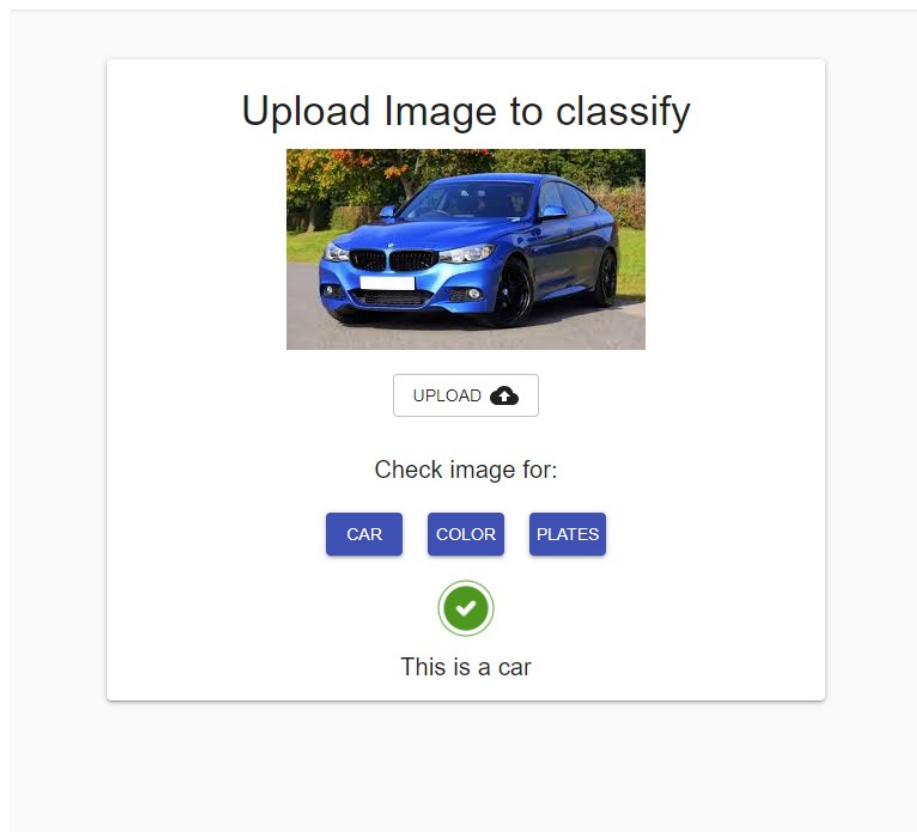 Upload Image to classify
UPLOAD
Check image for:
CAR COLOR PLATES
This is a car